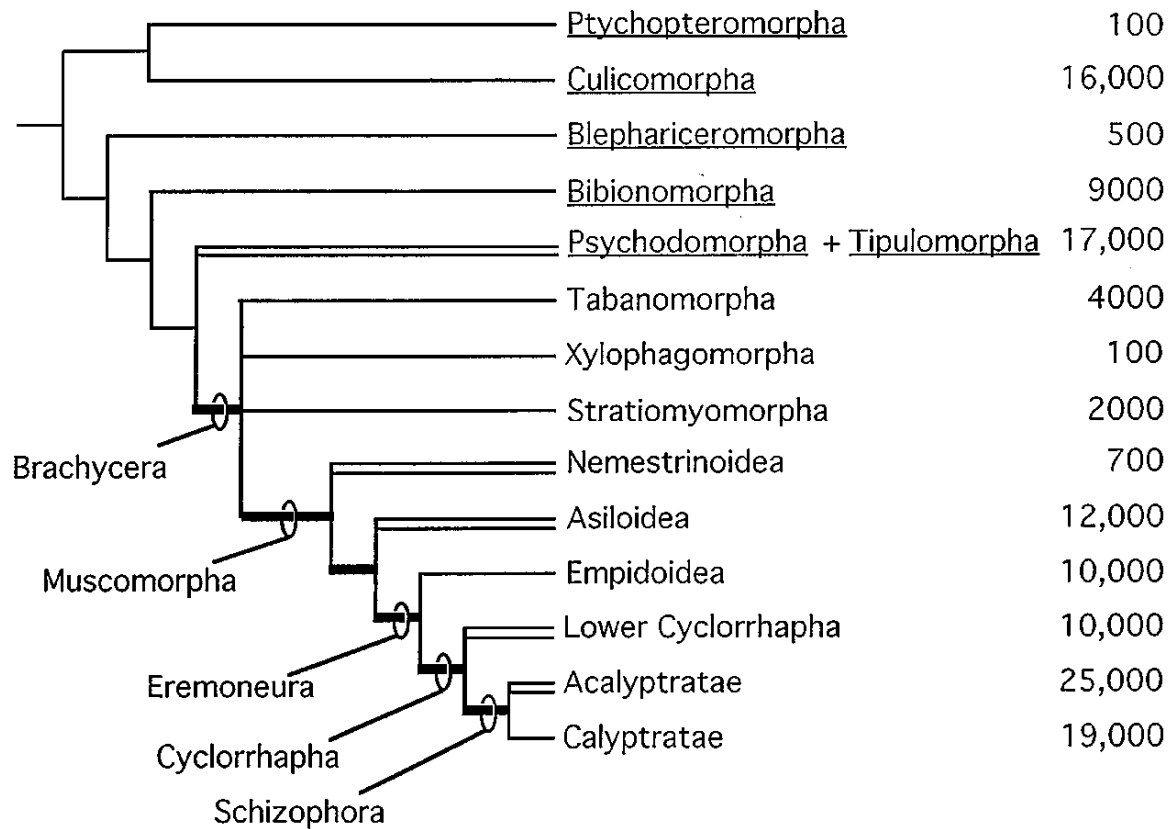 Ptychopteromorpha 100
Culicomorpha 16,000
Blephariceromorpha 500
Bibionomorpha 9000
Psychodomorpha + Tipulomorpha 17,000
Tabanomorpha 4000
Xylophagomorpha 100
Stratiomyomorpha 2000
Brachycera
Nemestrinoidea 700
Asiloidea 12,000
Muscomorpha
Empidoidea 10,000
Lower Cyclorrhapha 10,000
Eremoneura
Acalyptratae 25,000
Calyptratae 19,000
Cyclorrhapha
Schizophora